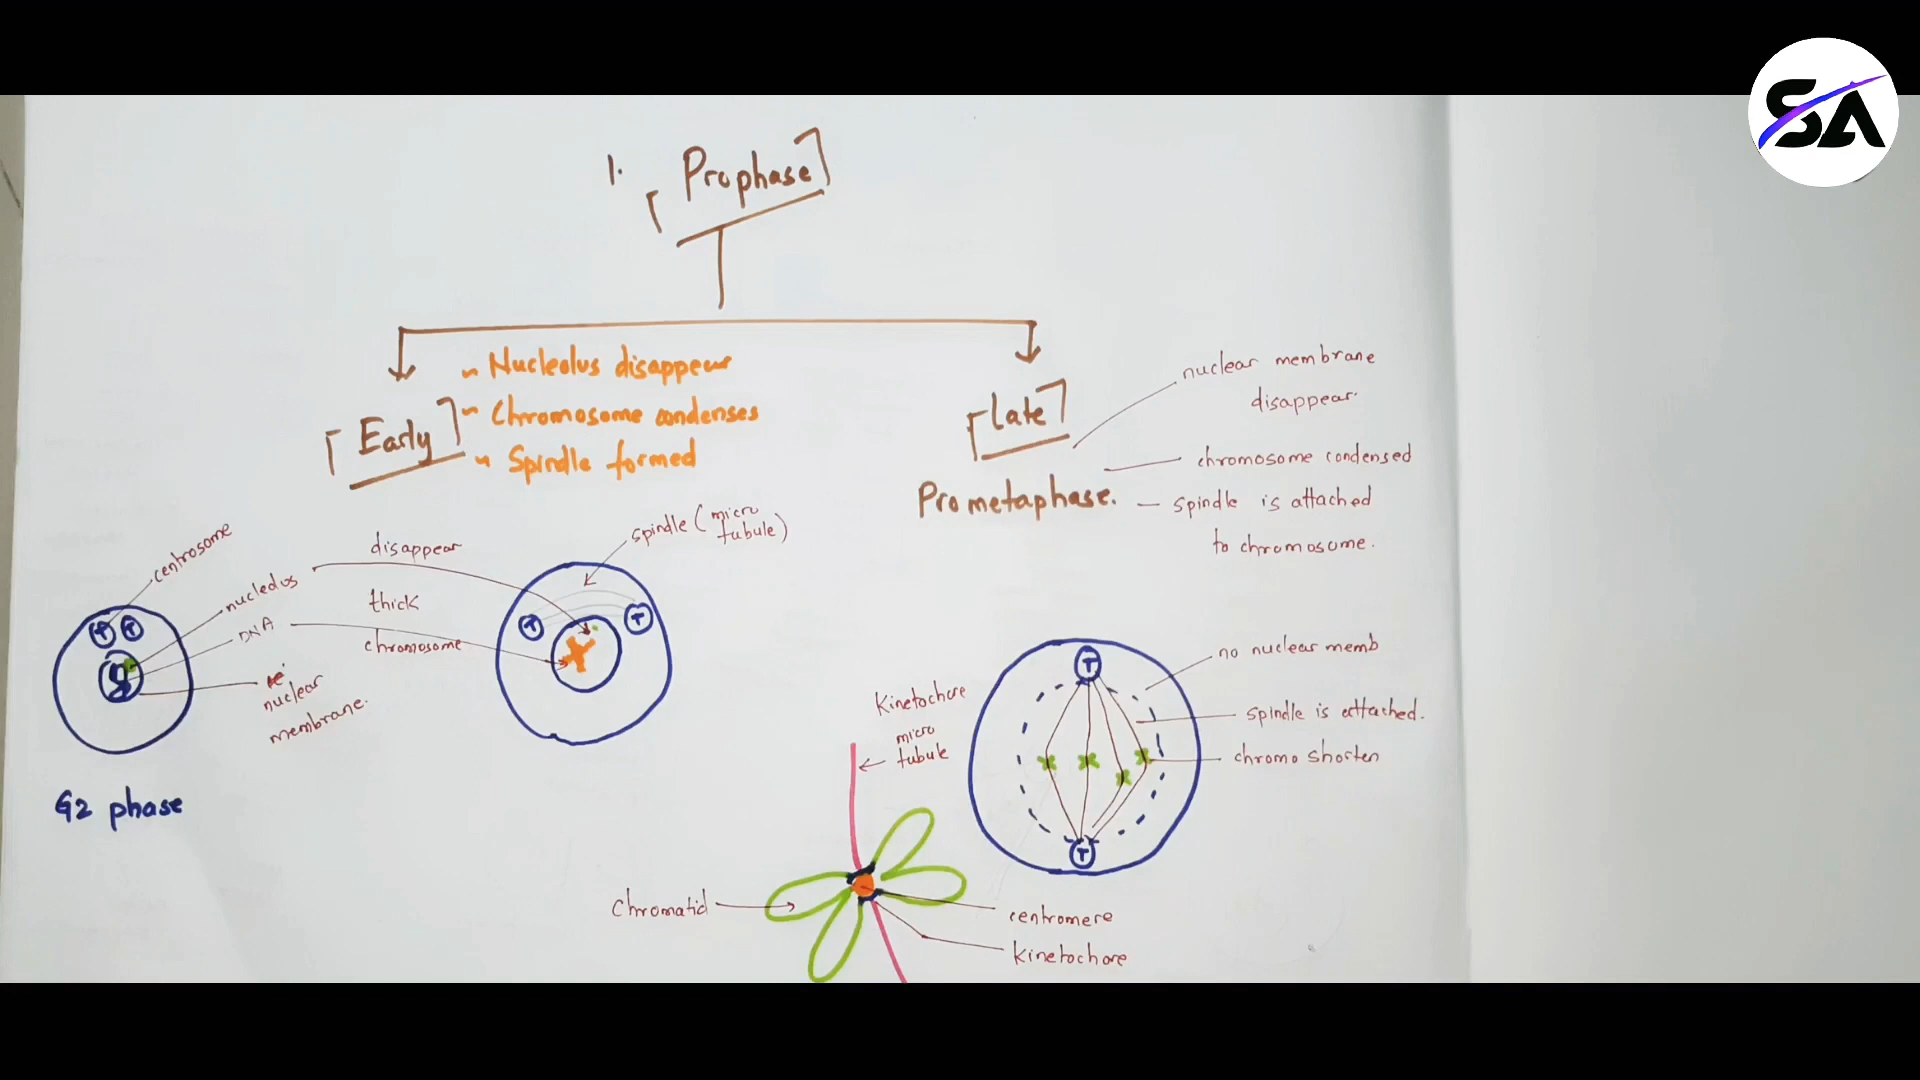 SA
1. Prophase
Early
~ Nucleolus disappear
~ Chromosome condenses
~ Spindle formed
Late
Prometaphase.
nuclear membrane
disappear.
chromosome condensed
— spindle is attached
to chromosome.
centrosome
nucleolus
DNA
nuclear
membrane.
G2 phase
disappear
thick
chromosome
spindle (micro
tubule)
T
T
T
T
no nuclear memb
spindle is attached.
chromo shorten
T
T
Kinetochore
micro
tubule
Chromatid
centromere
kinetochore